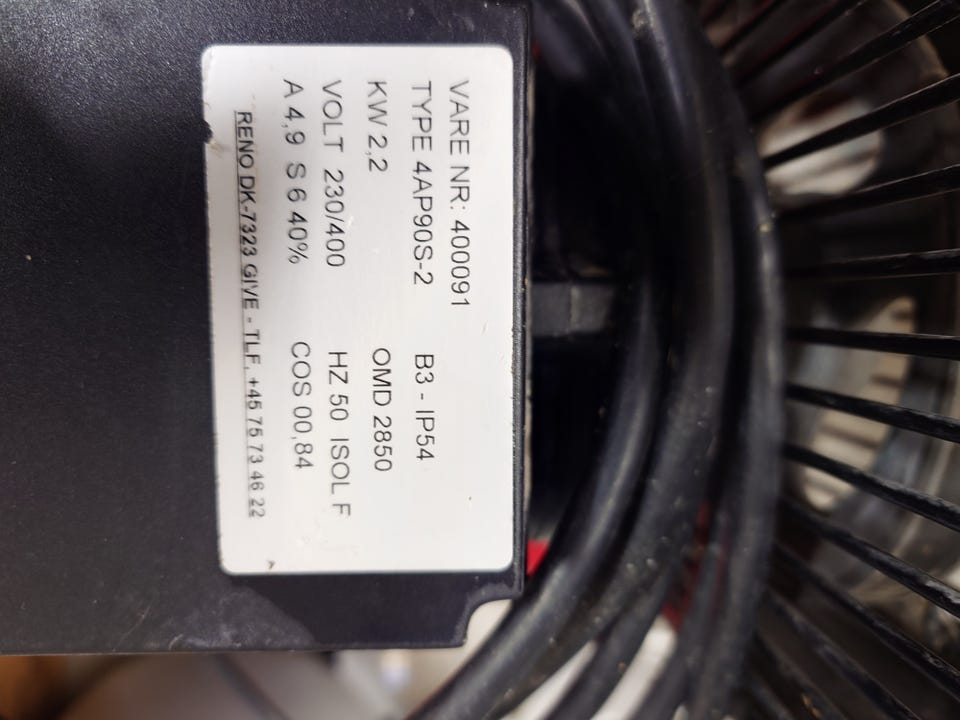 VARE NR: 400091
TYPE 4AP90S-2 B3 - IP54
KW 2,2 OMD 2850
VOLT 230/400 HZ 50 ISOL F
A 4,9 S 6 40% COS 00,84
RENO DK-7323 GIVE - TLF. +45 75 73 46 22